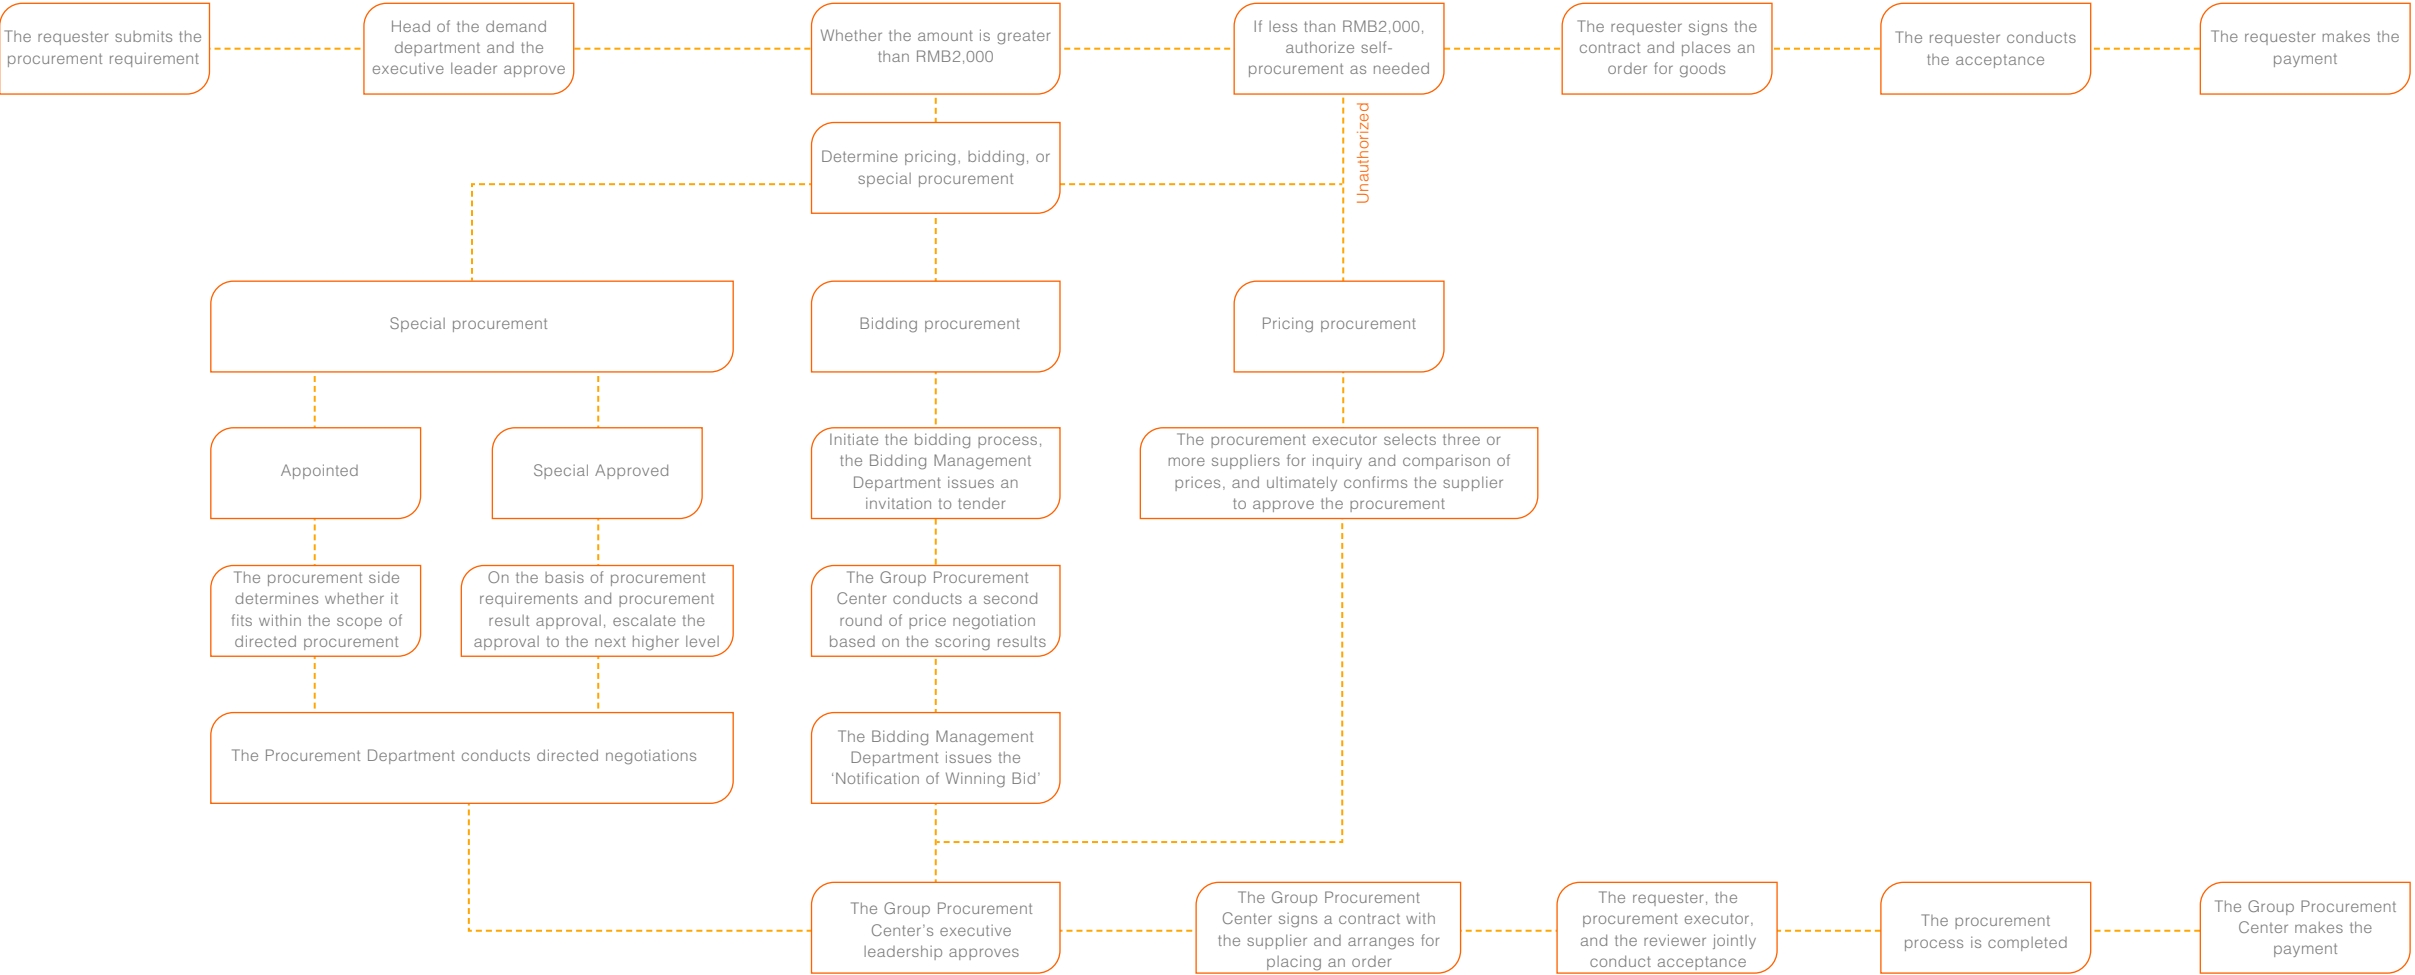 The requester submits the
procurement requirement
Head of the demand
department and the
executive leader approve
Whether the amount is greater
than RMB2,000
If less than RMB2,000,
authorize self-
procurement as needed
The requester signs the
contract and places an
order for goods
The requester conducts
the acceptance
The requester makes the
payment
Unauthorized
Determine pricing, bidding, or
special procurement
Special procurement
Bidding procurement
Pricing procurement
Appointed
Special Approved
Initiate the bidding process,
the Bidding Management
Department issues an
invitation to tender
The procurement executor selects three or
more suppliers for inquiry and comparison of
prices, and ultimately confirms the supplier
to approve the procurement
The procurement side
determines whether it
fits within the scope of
directed procurement
On the basis of procurement
requirements and procurement
result approval, escalate the
approval to the next higher level
The Group Procurement
Center conducts a second
round of price negotiation
based on the scoring results
The Procurement Department conducts directed negotiations
The Bidding Management
Department issues the
‘Notification of Winning Bid’
The Group Procurement
Center’s executive
leadership approves
The Group Procurement
Center signs a contract with
the supplier and arranges for
placing an order
The requester, the
procurement executor,
and the reviewer jointly
conduct acceptance
The procurement
process is completed
The Group Procurement
Center makes the
payment